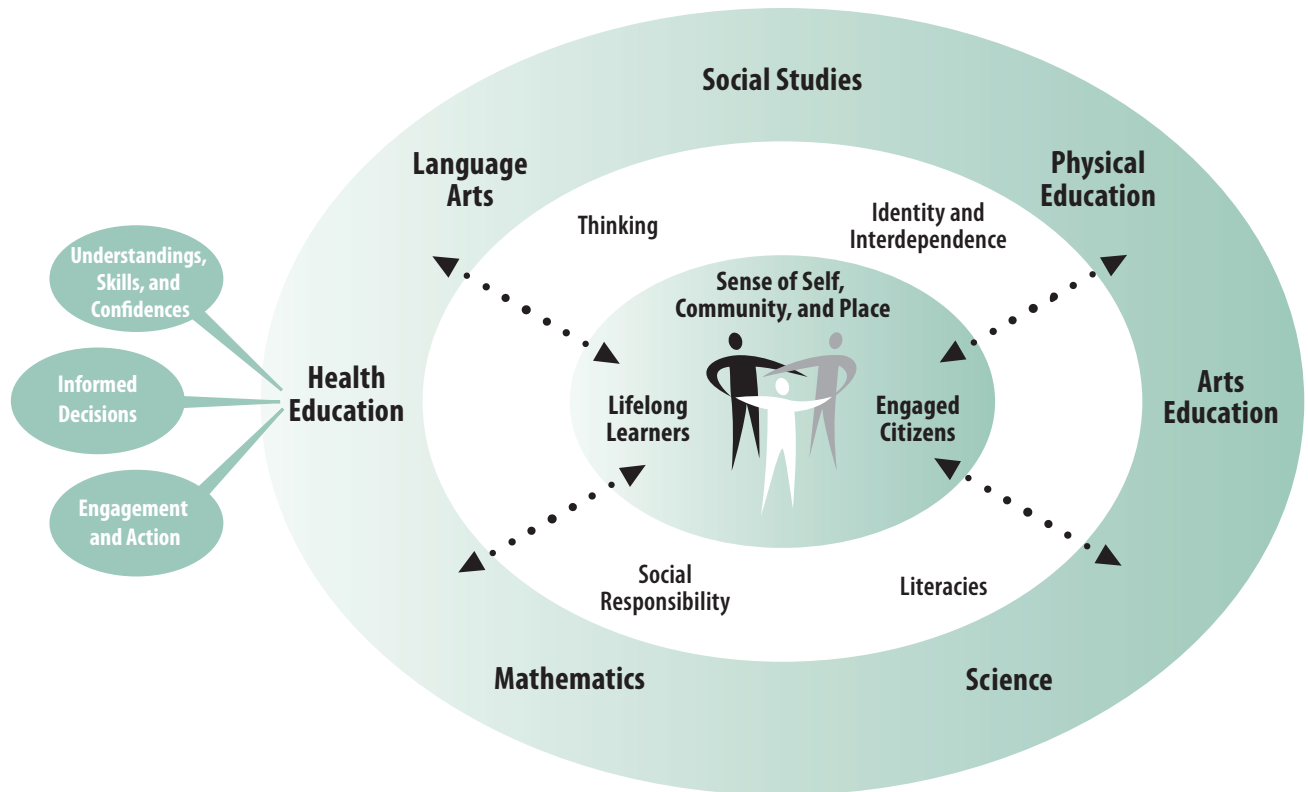 Social Studies
Language
Arts
Physical
Education
Thinking
Identity and
Interdependence
Understandings,
Skills, and
Confidences
Sense of Self,
Community, and Place
Informed
Decisions
Health
Education
Lifelong
Learners
Engaged
Citizens
Arts
Education
Engagement
and Action
Social
Responsibility
Literacies
Mathematics
Science